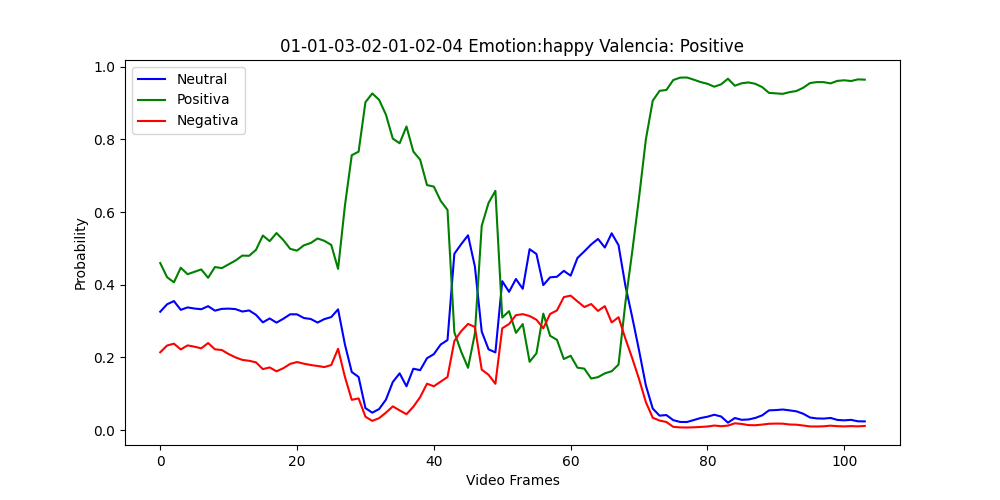 01-01-03-02-01-02-04 Emotion:happy Valencia: Positive
Neutral
Positiva
Negativa
Probability
1.0
0.8
0.6
0.4
0.2
0.0
0 20 40 60 80 100
Video Frames